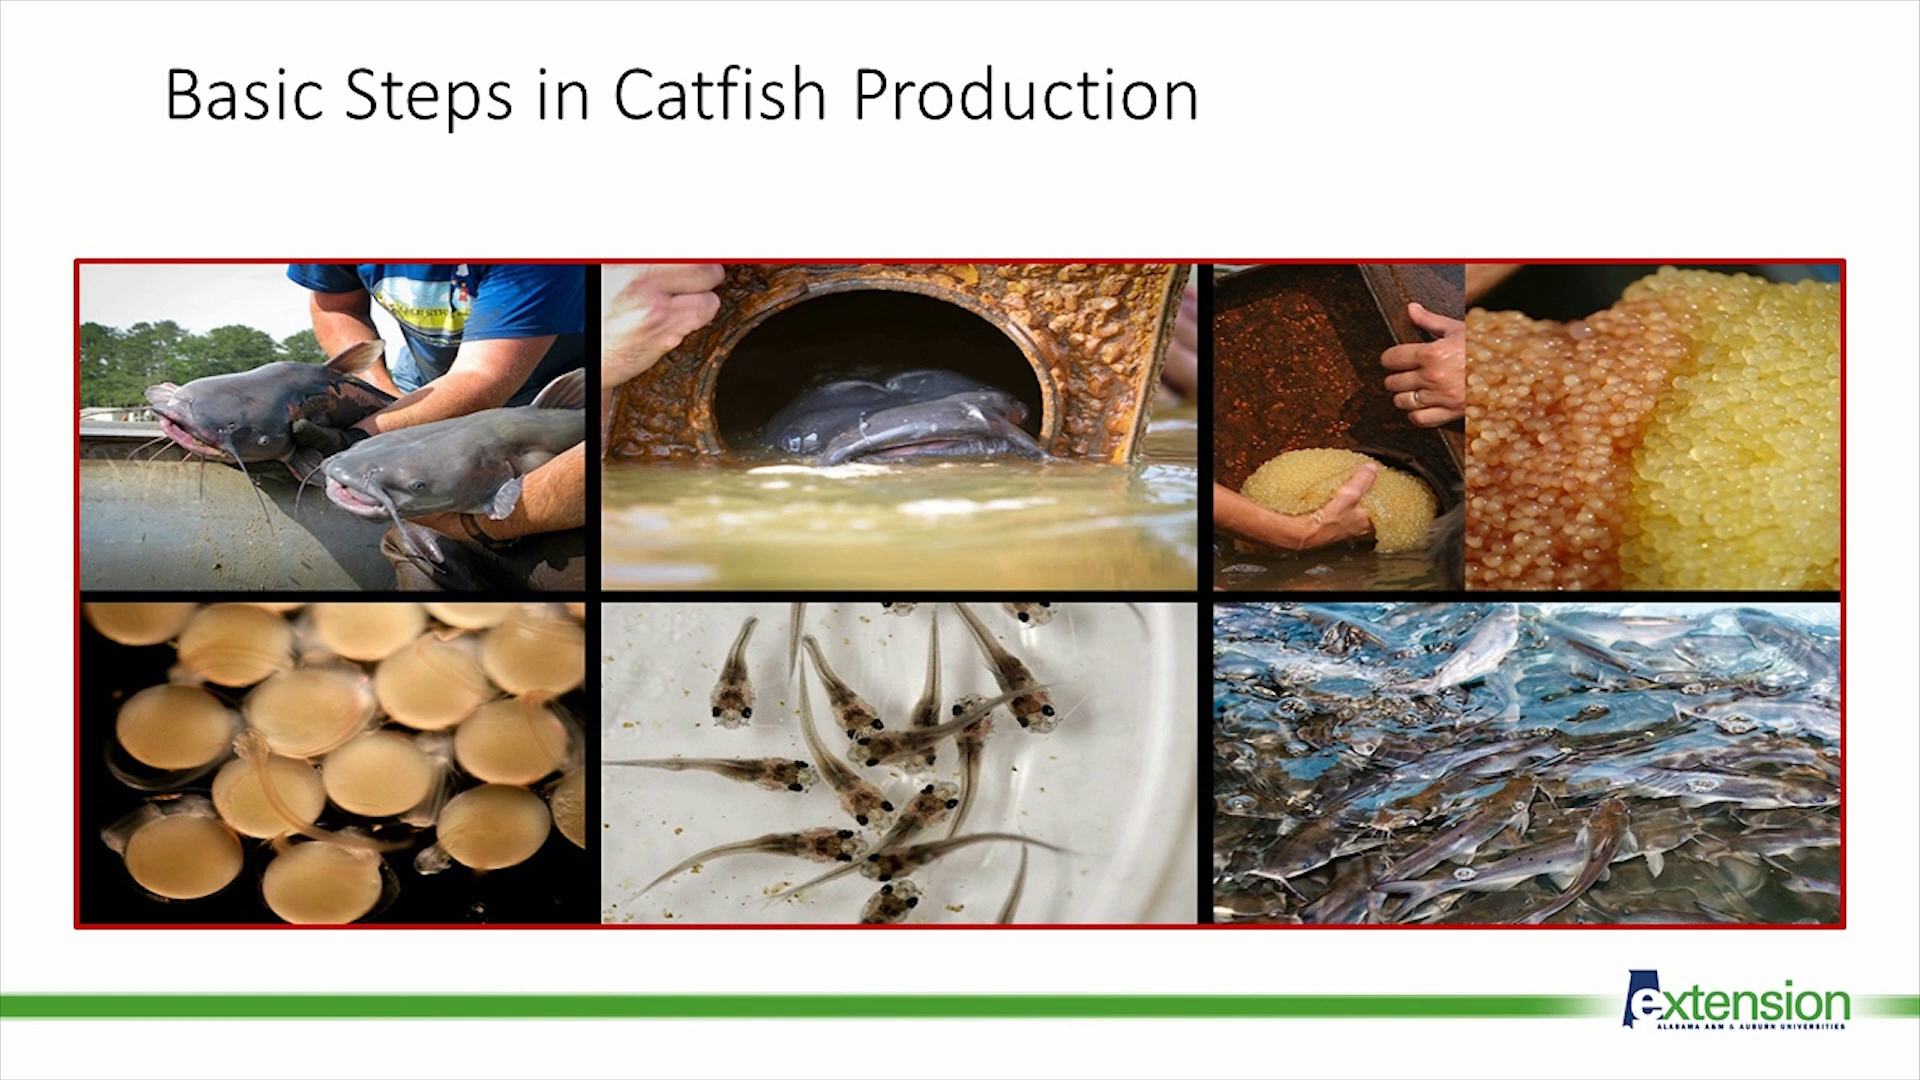 Basic Steps in Catfish Production
extension
ALABAMA A&M & AUBURN UNIVERSITIES